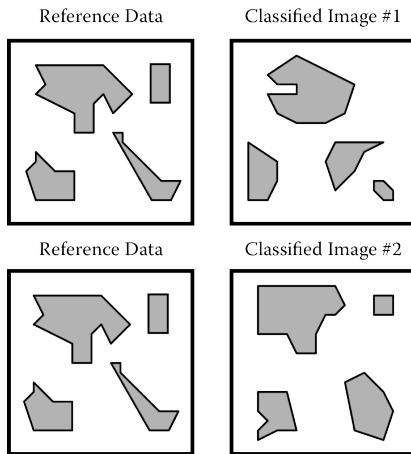 Reference Data
Classified Image #1
Reference Data
Classified Image #2